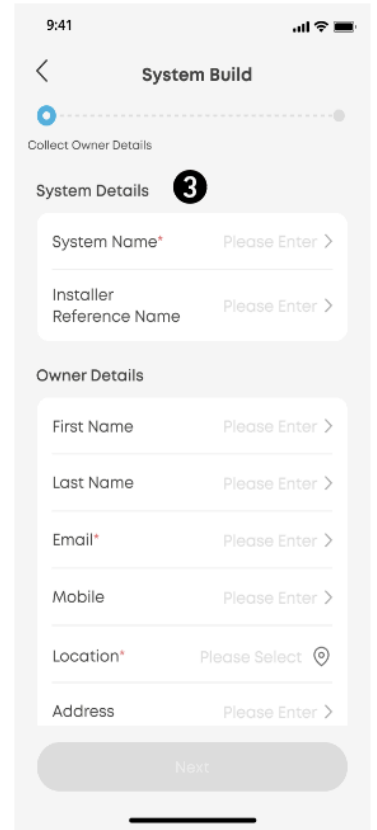 9:41
System Build
Collect Owner Details
System Details 3
System Name* Please Enter
Installer
Reference Name Please Enter
Owner Details
First Name Please Enter
Last Name Please Enter
Email* Please Enter
Mobile Please Enter
Location* Please Select
Address Please Enter
Next